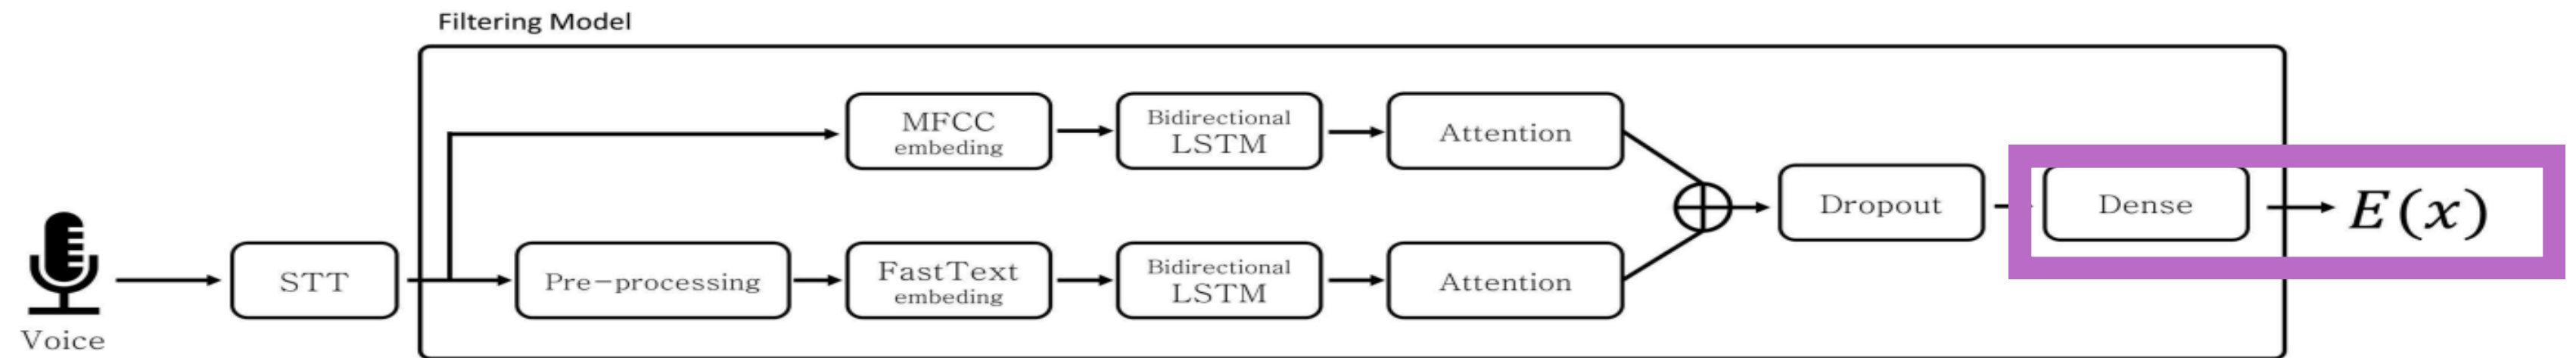 Filtering Model
MFCC
embeding
Bidirectional
LSTM
Attention
Voice
STT
Pre-processing
FastText
embeding
Bidirectional
LSTM
Attention
Dropout
Dense
E(x)